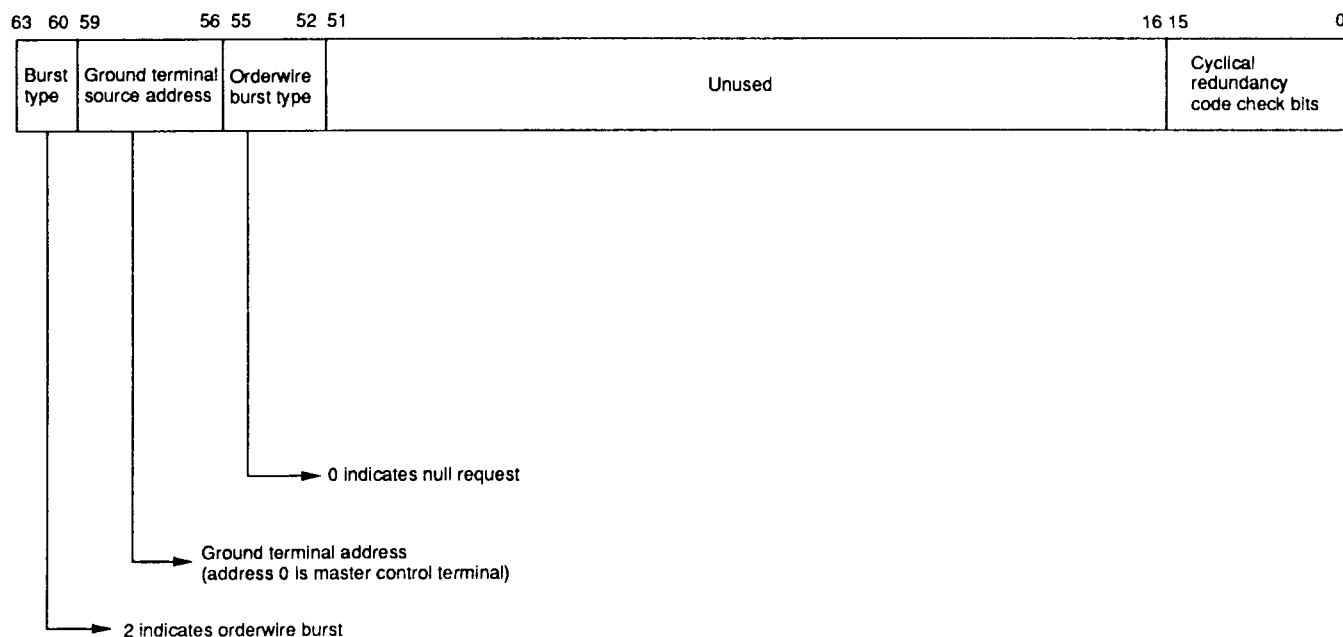 63 60 59 56 55 52 51 16 15 0
Burst type
Ground terminal source address
Orderwire burst type
Unused
Cyclical redundancy code check bits
0 indicates null request
Ground terminal address
(address 0 is master control terminal)
2 indicates orderwire burst